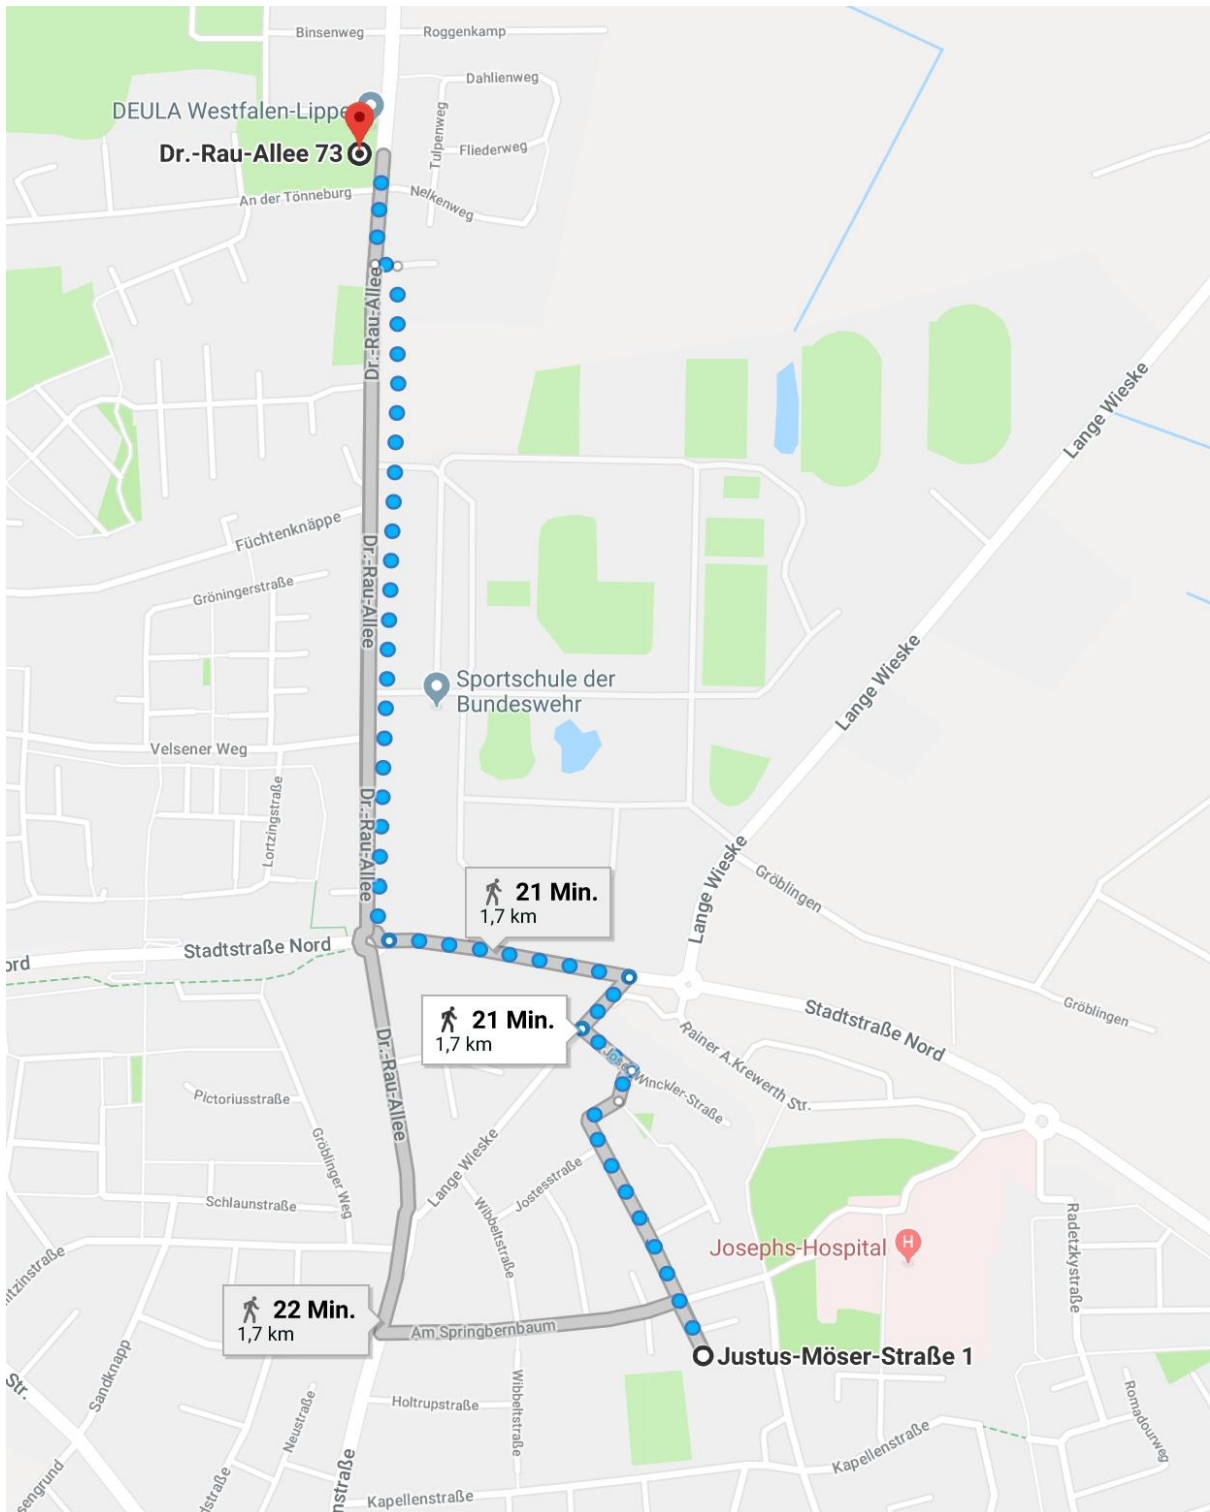 Binsenweg
Roggenkamp
Dahlienweg
DEULA Westfalen-Lippe
Tulpenweg
Dr.-Rau-Allee 73
Fliederweg
An der Tönneburg
Nelkenweg
Dr.-Rau-Allee
Lange Wieske
Füchtenknäppe
Dr.-Rau-Allee
Gröningerstraße
Lange Wieske
Sportschule der
Bundeswehr
Velsener Weg
Lortzingstraße
Dr.-Rau-Allee
Lange Wieske
Gröblingen
21 Min.
1,7 km
Stadtstraße Nord
ord
Gröblingen
21 Min.
1,7 km
Stadtstraße Nord
Rainer A.Krewerth Str.
Winckler-Straße
Dr.-Rau-Allee
Pictoriusstraße
Gröblinger Weg
Lange Wieske
Jostesstraße
Schlaunstraße
Wibbeltstraße
Josephs-Hospital
H
Radetzkystraße
itzinstraße
22 Min.
1,7 km
Am Springbernbaum
Justus-Möser-Straße 1
Sandknapp
Str.
Holtrupstraße
Wibbeltstraße
Neustraße
Romadourweg
Kapellenstraße
sengrund
dstraße
nstraße
Kapellenstraße